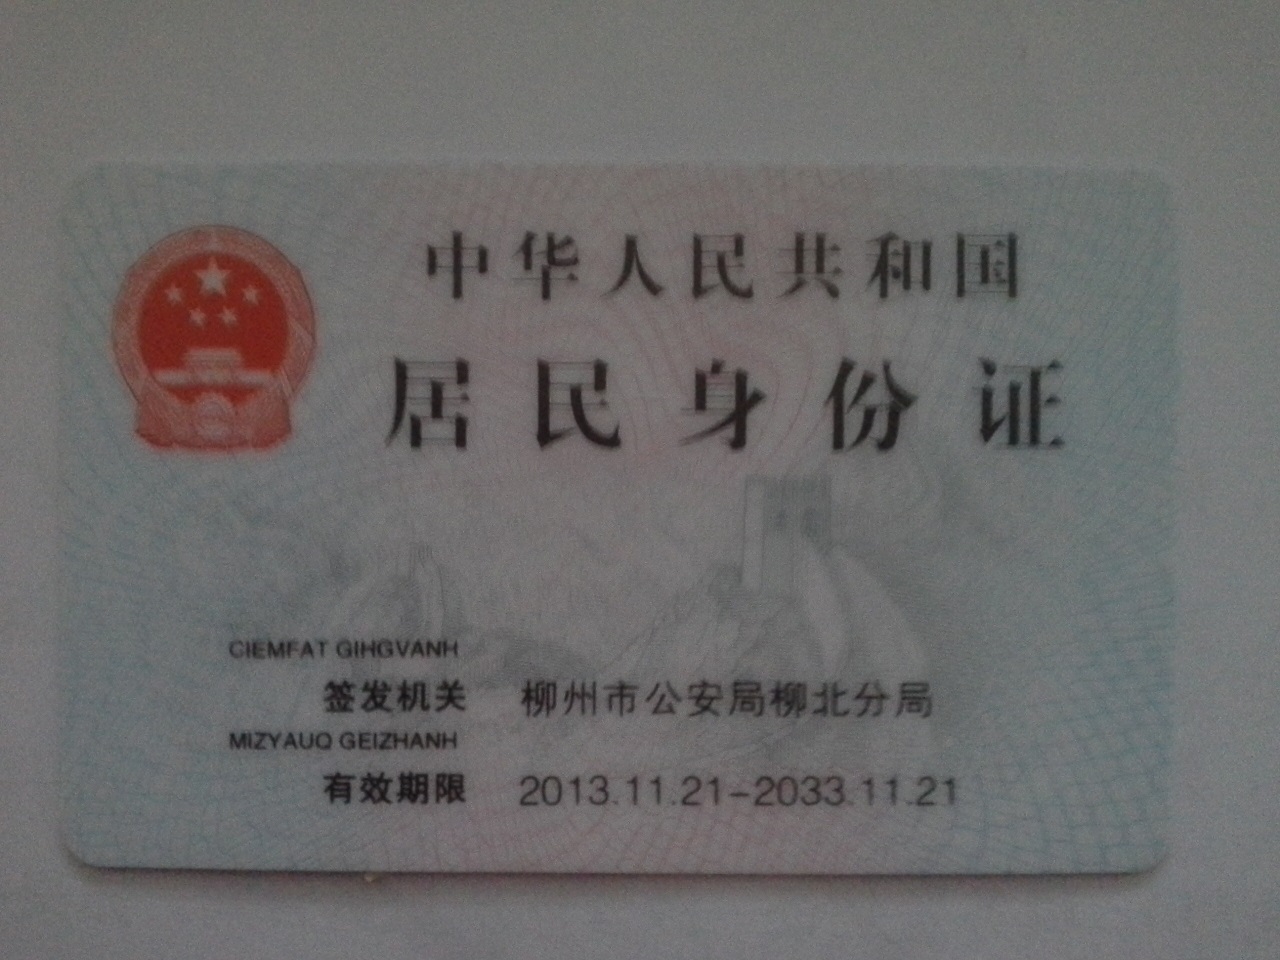 中华人民共和国
居民身份证
CIEMFAT GIHGVANH
签发机关 柳州市公安局柳北分局
MIZYAUQ GEIZHANH
有效期限 2013.11.21-2033.11.21